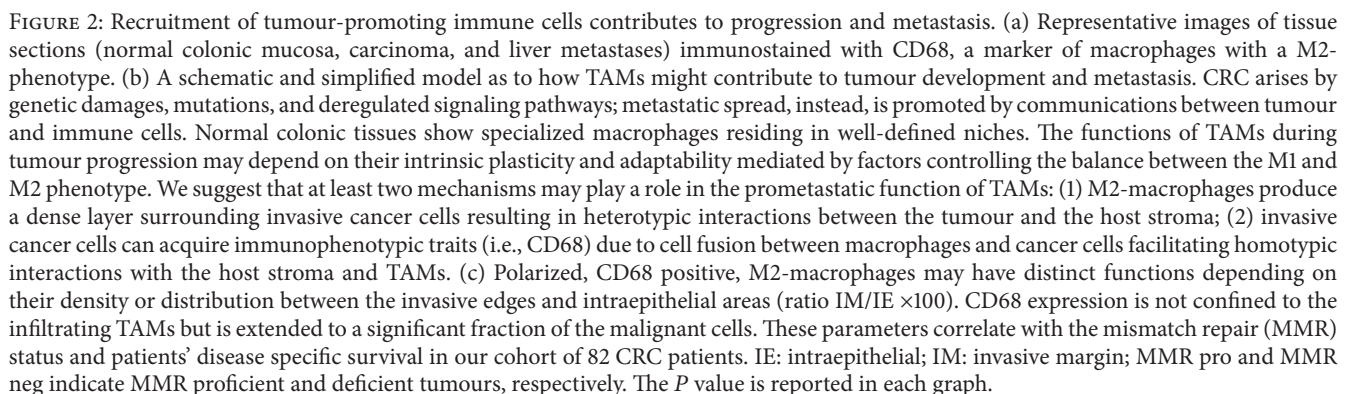 Figure 2: Recruitment of tumour-promoting immune cells contributes to progression and metastasis. (a) Representative images of tissue
sections (normal colonic mucosa, carcinoma, and liver metastases) immunostained with CD68, a marker of macrophages with a M2-
phenotype. (b) A schematic and simplified model as to how TAMs might contribute to tumour development and metastasis. CRC arises by
genetic damages, mutations, and deregulated signaling pathways; metastatic spread, instead, is promoted by communications between tumour
and immune cells. Normal colonic tissues show specialized macrophages residing in well-defined niches. The functions of TAMs during
tumour progression may depend on their intrinsic plasticity and adaptability mediated by factors controlling the balance between the M1 and
M2 phenotype. We suggest that at least two mechanisms may play a role in the prometastatic function of TAMs: (1) M2-macrophages produce
a dense layer surrounding invasive cancer cells resulting in heterotypic interactions between the tumour and the host stroma; (2) invasive
cancer cells can acquire immunophenotypic traits (i.e., CD68) due to cell fusion between macrophages and cancer cells facilitating homotypic
interactions with the host stroma and TAMs. (c) Polarized, CD68 positive, M2-macrophages may have distinct functions depending on
their density or distribution between the invasive edges and intraepithelial areas (ratio IM/IE ×100). CD68 expression is not confined to the
infiltrating TAMs but is extended to a significant fraction of the malignant cells. These parameters correlate with the mismatch repair (MMR)
status and patients' disease specific survival in our cohort of 82 CRC patients. IE: intraepithelial; IM: invasive margin; MMR pro and MMR
neg indicate MMR proficient and deficient tumours, respectively. The P value is reported in each graph.